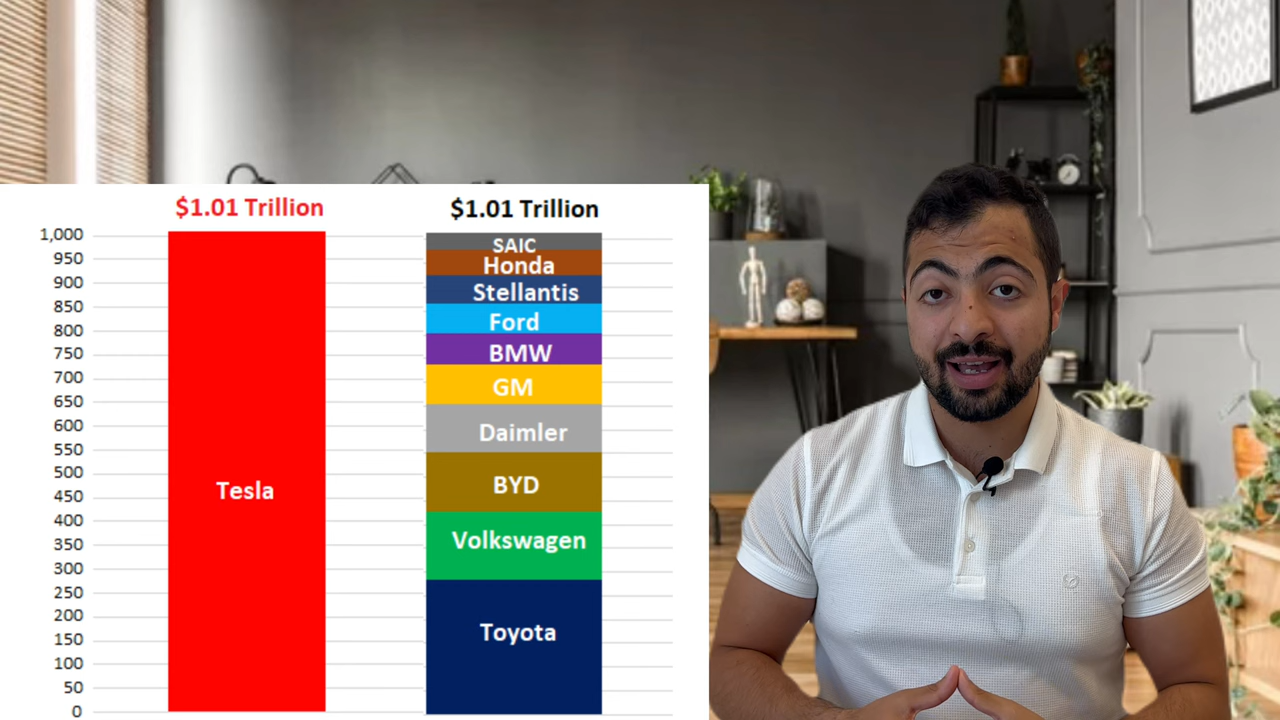 $1.01 Trillion
$1.01 Trillion
1,000
950
900
850
800
750
700
650
600
550
500
450
400
350
300
250
200
150
100
50
0
Tesla
SAIC
Honda
Stellantis
Ford
BMW
GM
Daimler
BYD
Volkswagen
Toyota